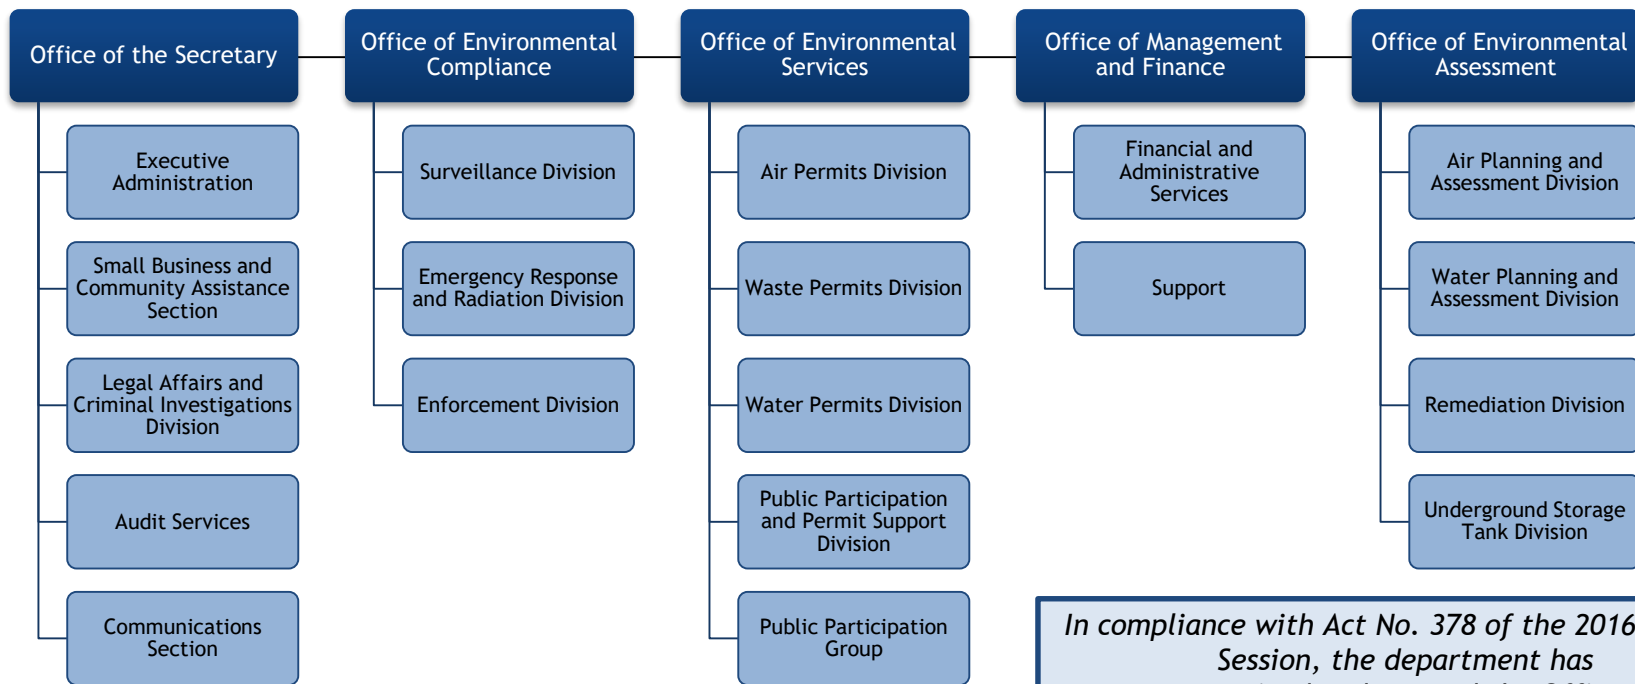 Office of the Secretary
Executive
Administration
Small Business and
Community Assistance
Section
Legal Affairs and
Criminal Investigations
Division
Audit Services
Communications
Section
Office of Environmental
Compliance
Surveillance Division
Emergency Response
and Radiation Division
Enforcement Division
Office of Environmental
Services
Air Permits Division
Waste Permits Division
Water Permits Division
Public Participation
and Permit Support
Division
Public Participation
Group
Office of Management
and Finance
Financial and
Administrative
Services
Support
Office of Environmental
Assessment
Air Planning and
Assessment Division
Water Planning and
Assessment Division
Remediation Division
Underground Storage
Tank Division
In compliance with Act No. 378 of the 2016
Session, the department has